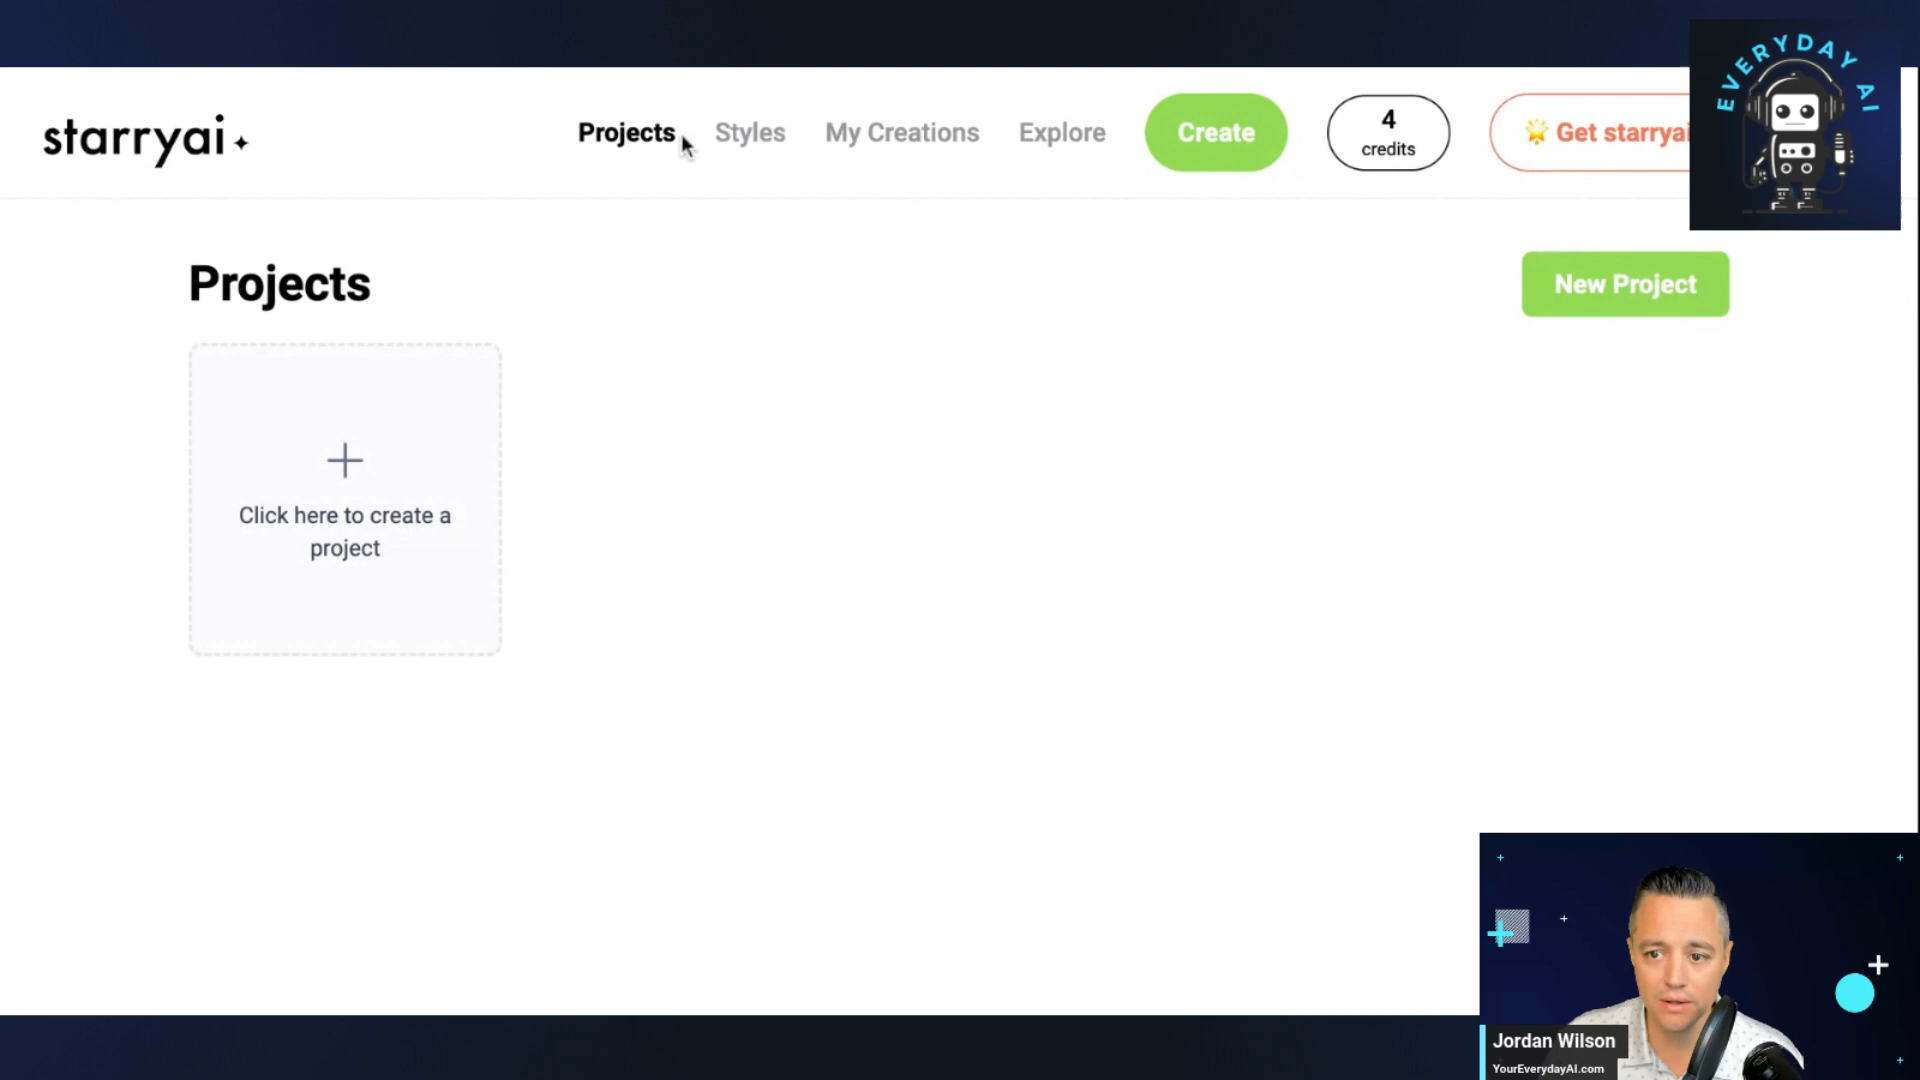 EVERYDAY AI
starryai
Projects
Styles
My Creations
Explore
Create
4
credits
Get starryai
Projects
New Project
Click here to create a
project
Jordan Wilson
YourEverydayAI.com